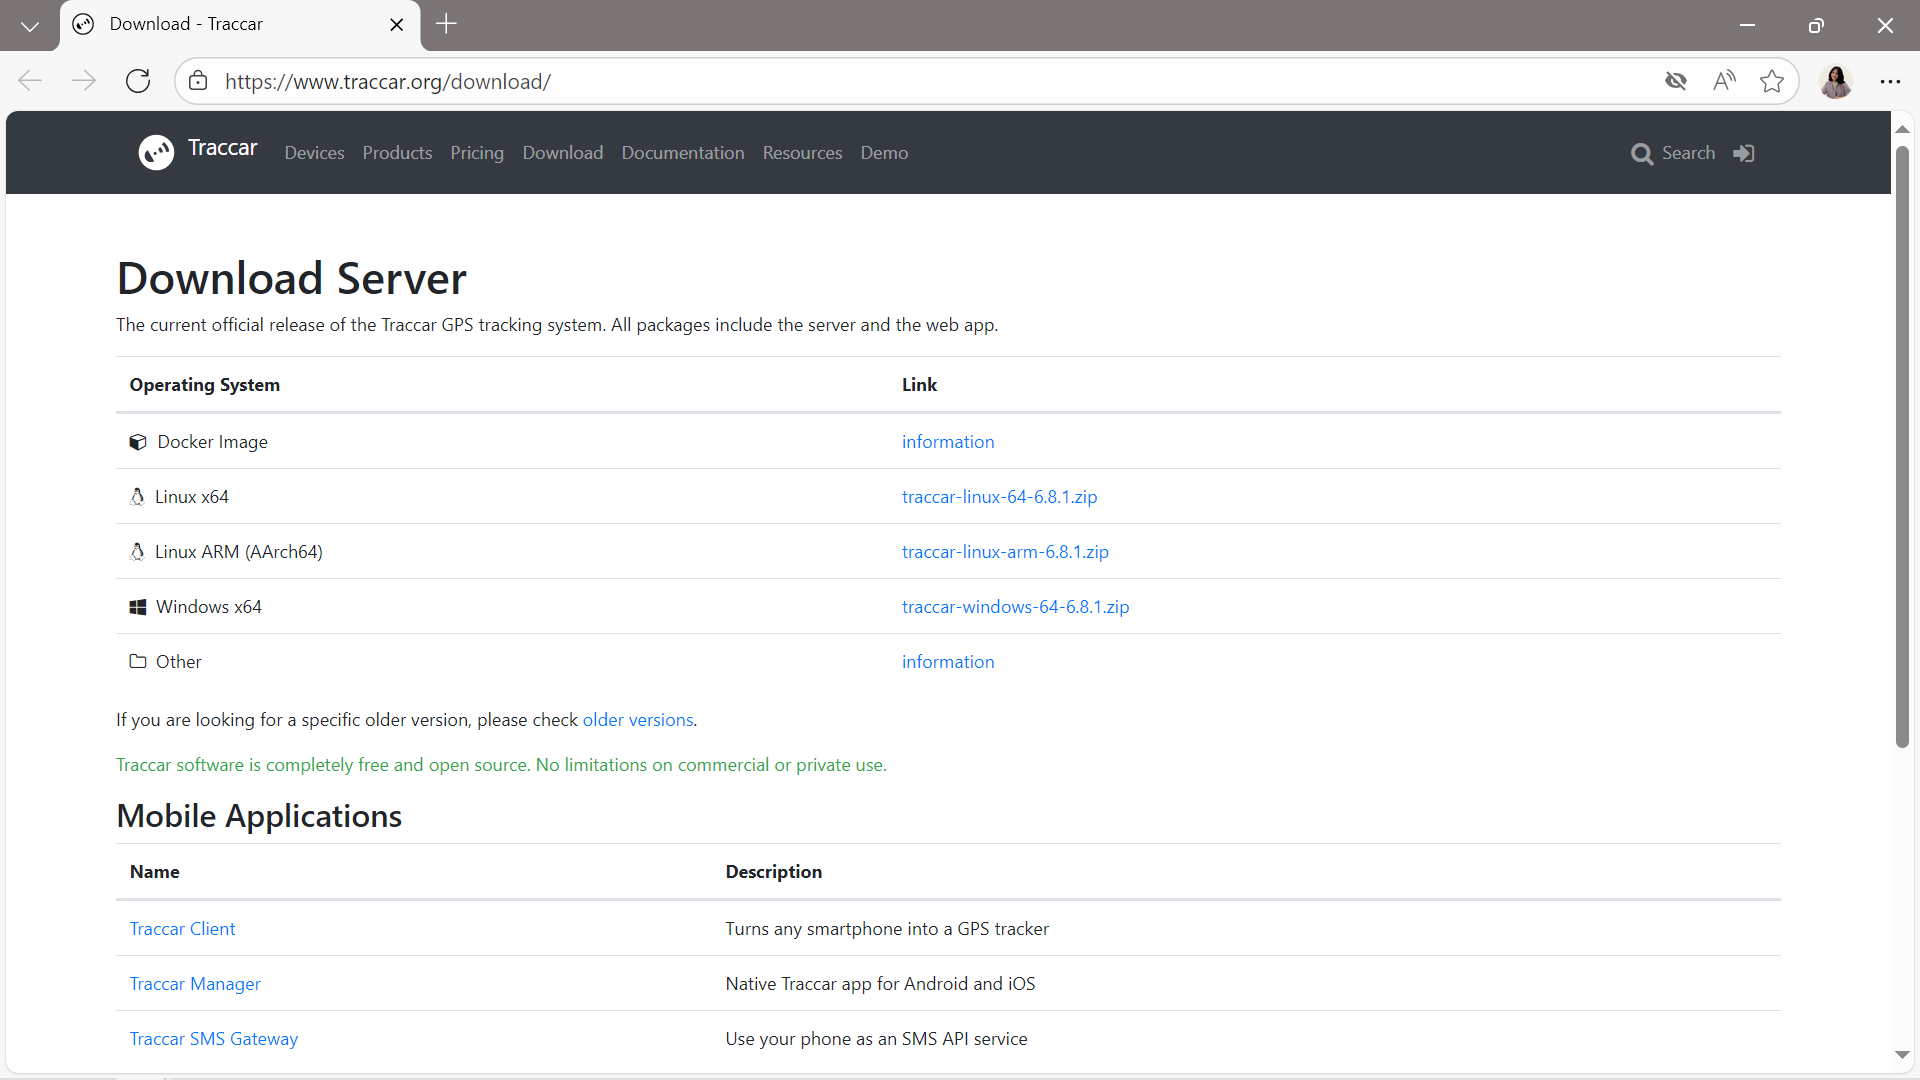 Download - Traccar
https://www.traccar.org/download/
Traccar Devices Products Pricing Download Documentation Resources Demo Search
Download Server
The current official release of the Traccar GPS tracking system. All packages include the server and the web app.
Operating System Link
Docker Image information
Linux x64 traccar-linux-64-6.8.1.zip
Linux ARM (AArch64) traccar-linux-arm-6.8.1.zip
Windows x64 traccar-windows-64-6.8.1.zip
Other information
If you are looking for a specific older version, please check older versions.
Traccar software is completely free and open source. No limitations on commercial or private use.
Mobile Applications
Name Description
Traccar Client Turns any smartphone into a GPS tracker
Traccar Manager Native Traccar app for Android and iOS
Traccar SMS Gateway Use your phone as an SMS API service